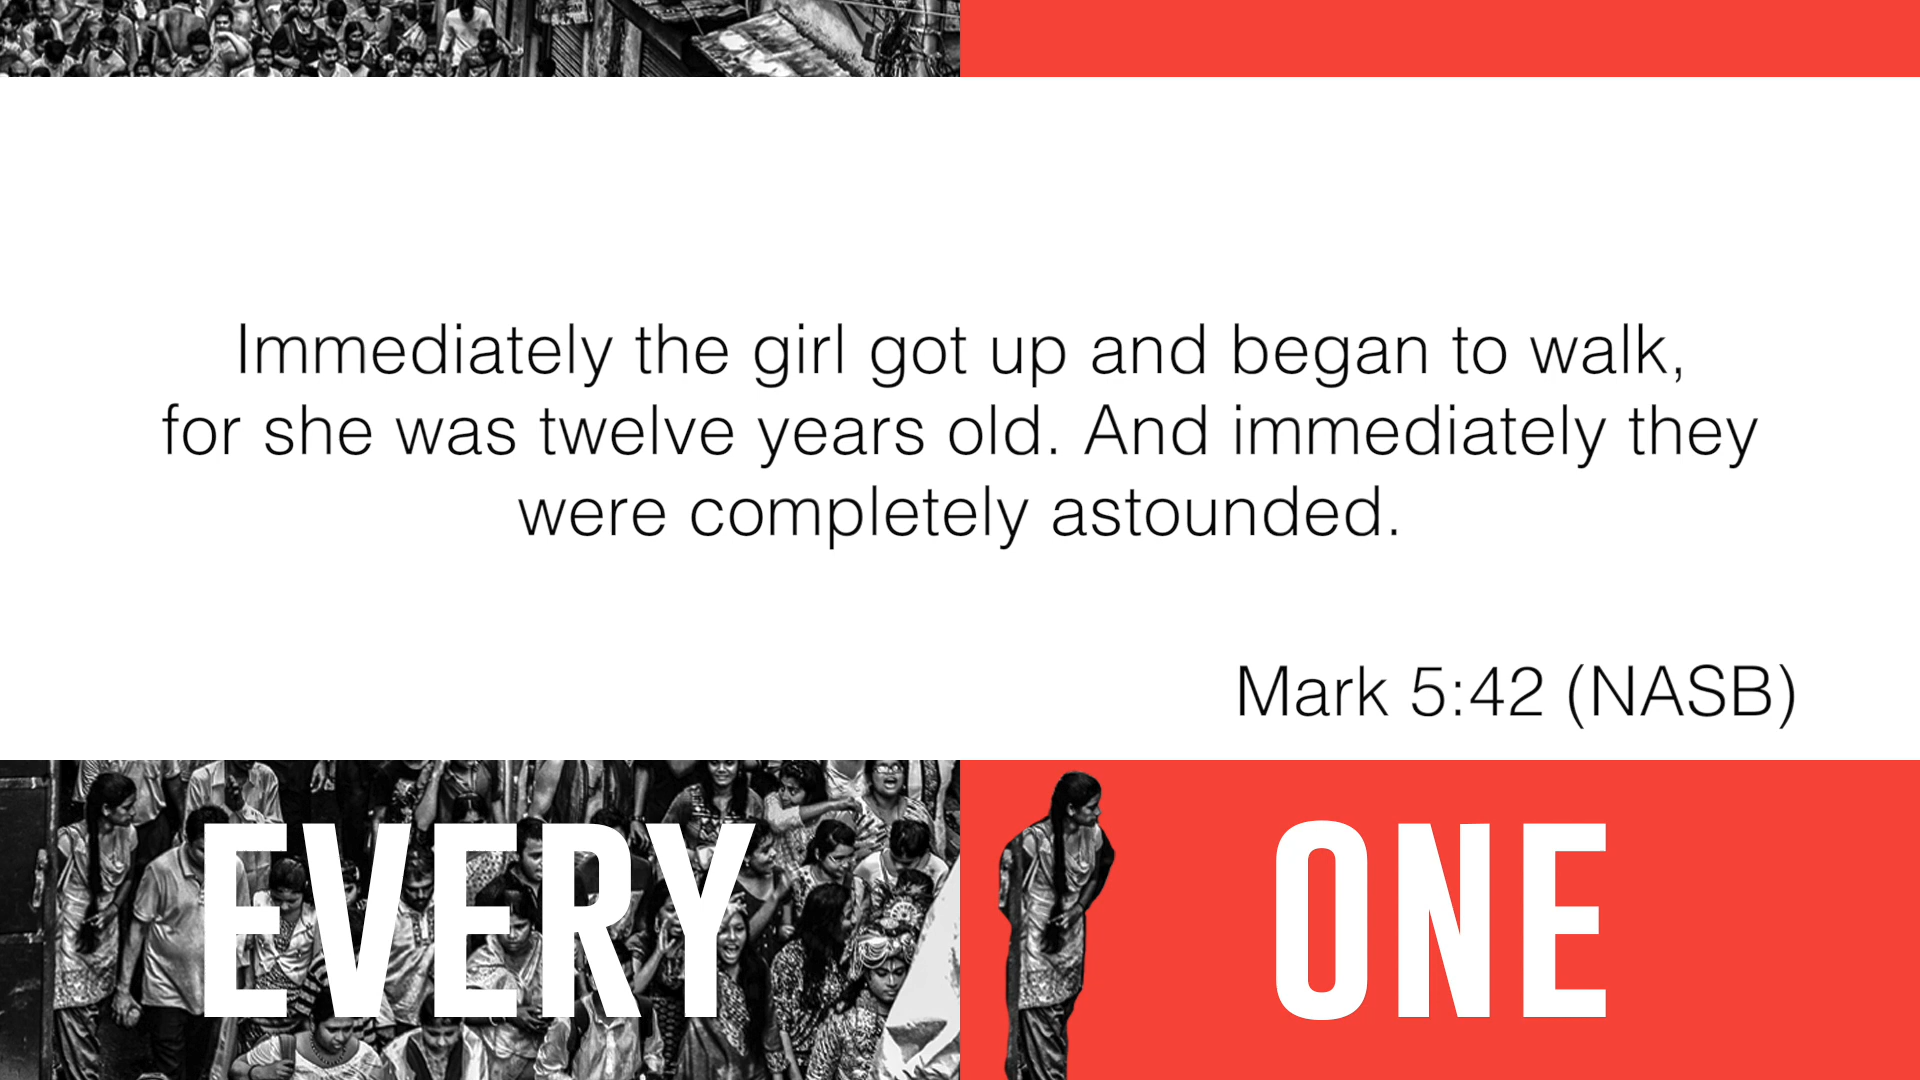 Immediately the girl got up and began to walk,
for she was twelve years old. And immediately they
were completely astounded.
Mark 5:42 (NASB)
EVERY ONE